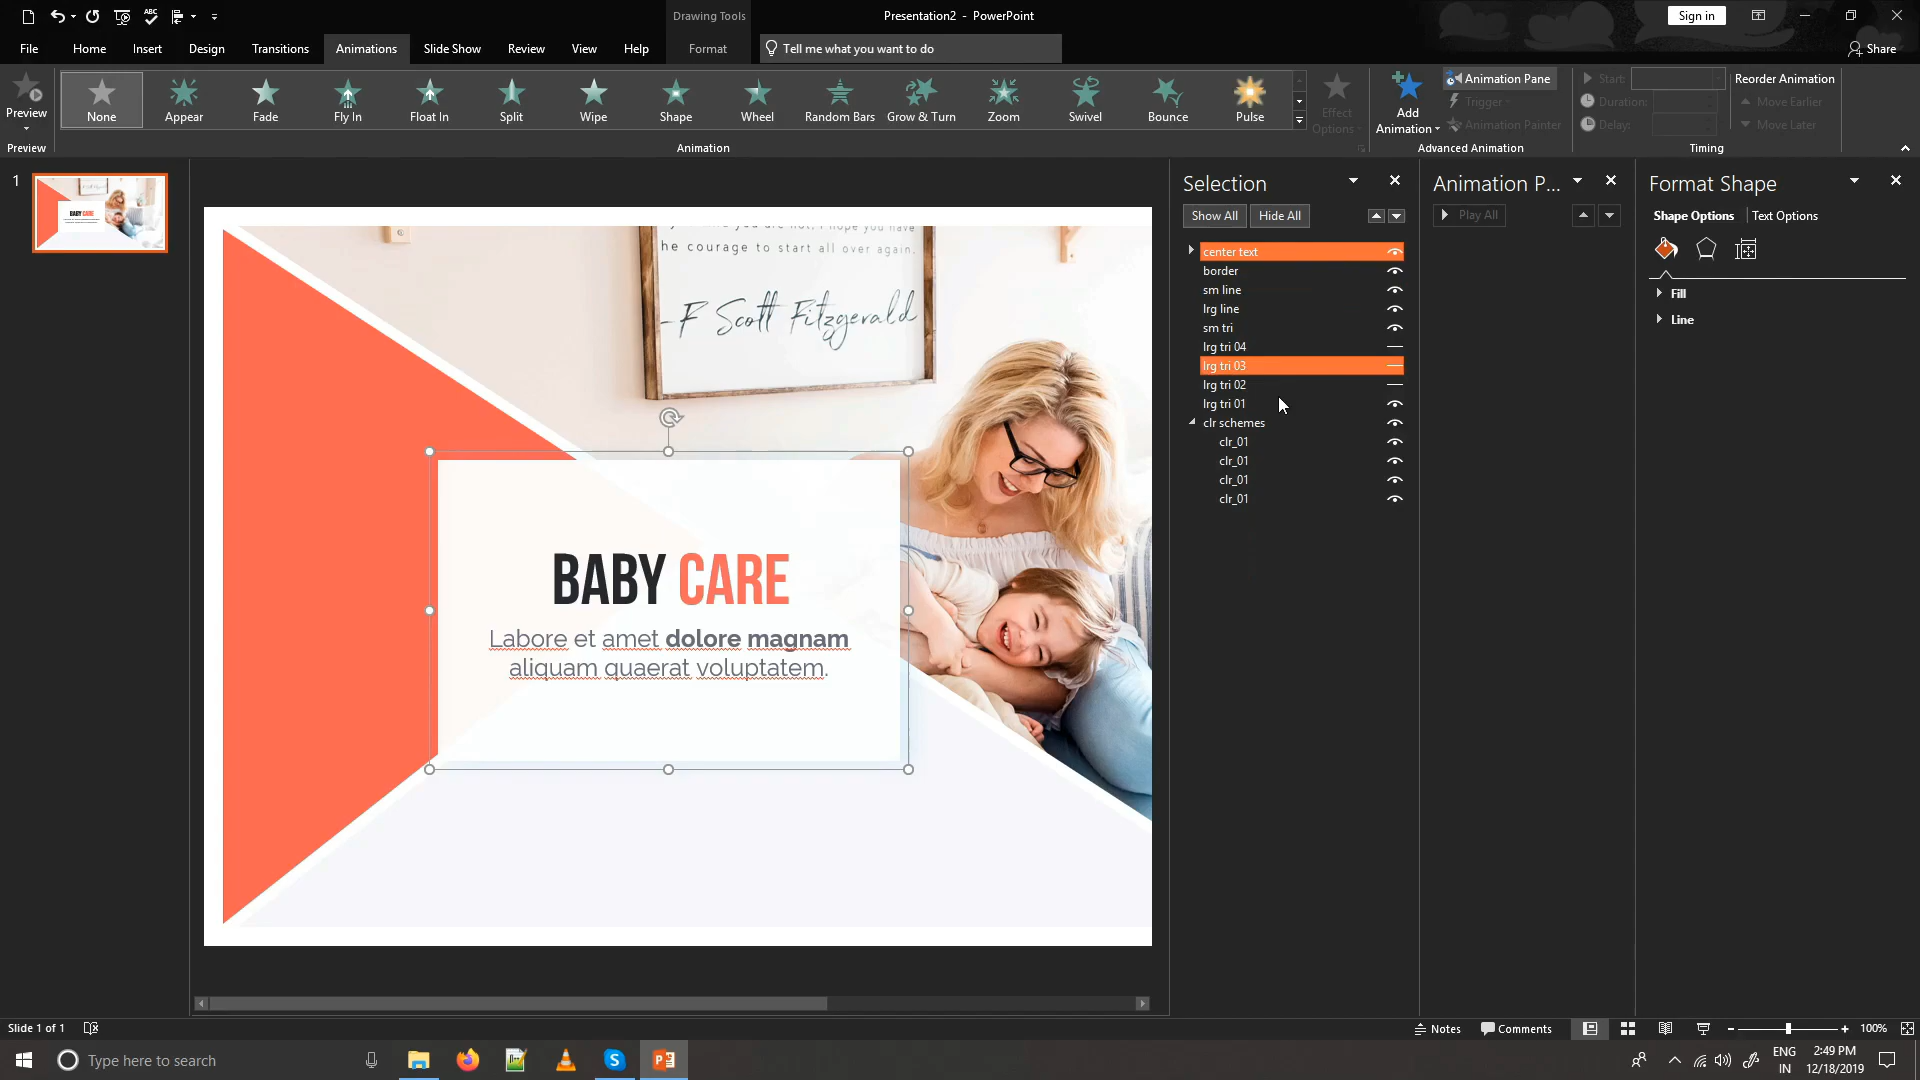 Drawing Tools
Presentation2 - PowerPoint
Sign in
File
Home
Insert
Design
Transitions
Animations
Slide Show
Review
View
Help
Format
Tell me what you want to do
Share
Preview
None
Appear
Fade
Fly In
Float In
Split
Wipe
Shape
Wheel
Random Bars
Grow & Turn
Zoom
Swivel
Bounce
Pulse
Effect
Options
Add
Animation
Animation Pane
Trigger
Animation Painter
Start:
Duration:
Delay:
Reorder Animation
Move Earlier
Move Later
Preview
Animation
Advanced Animation
Timing
1
BABY CARE
he courage to start all over again.
-F Scott Fitzgerald
BABY CARE
Labore et amet dolore magnam
aliquam quaerat voluptatem.
Selection
Show All
Hide All
center text
border
sm line
lrg line
sm tri
lrg tri 04
lrg tri 03
lrg tri 02
lrg tri 01
clr schemes
clr_01
clr_01
clr_01
clr_01
Animation P...
Play All
Format Shape
Shape Options
Text Options
Fill
Line
Slide 1 of 1
Notes
Comments
100%
Type here to search
ENG
IN
2:49 PM
12/18/2019